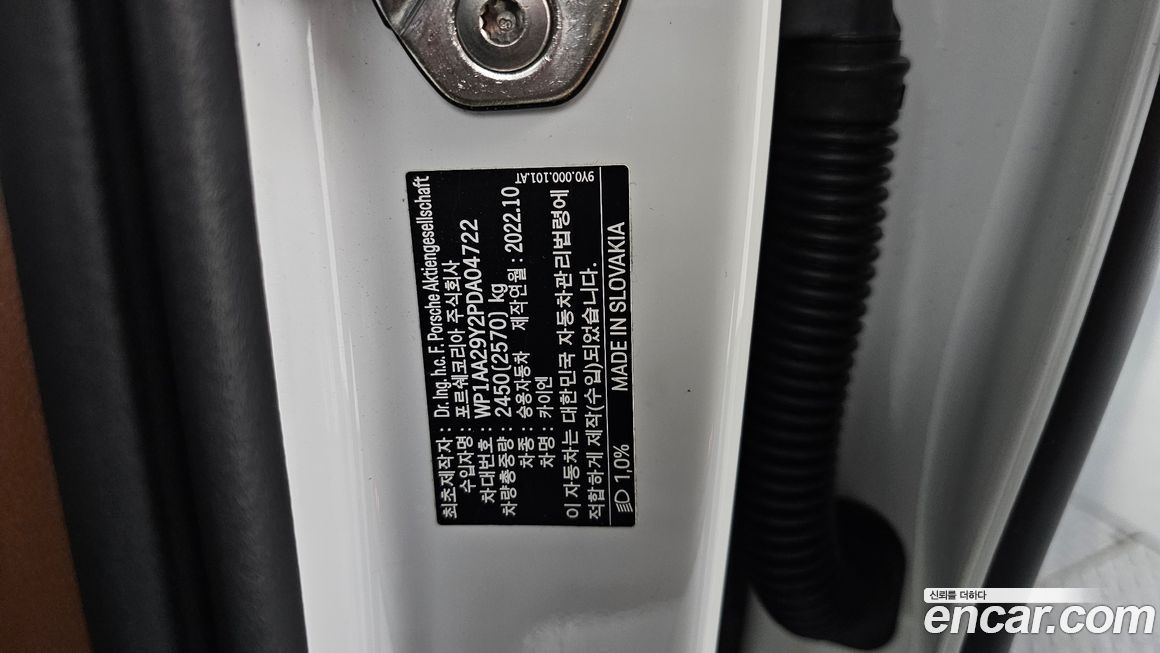 최초제작자 : Dr. Ing. h.c. F. Porsche Aktiengesellschaft
수입자명 : 포르쉐코리아 주식회사
차대번호 : WP1AA29Y2PDA04722
차량총중량 : 2450(2570) kg
차종 : 승용자동차 제작연월 : 2022.10
차명 : 카이엔
이 자동차는 대한민국 자동차관리법령에
적합하게 제작(수입)되었습니다.
9Y0.000.101.AT
1,0% MADE IN SLOVAKIA
신뢰를 더하다
encar.com